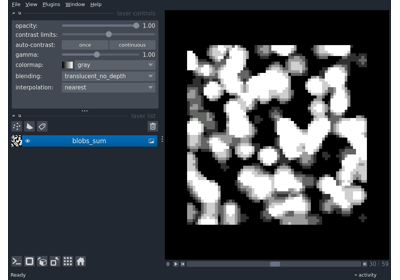 File View Plugins Window Help
layer controls
opacity: 1.00
contrast limits:
auto-contrast: once continuous
gamma: 1.00
colormap: gray
blending: translucent_no_depth
interpolation: nearest
layer list
blobs_sum
30 59
Ready
activity